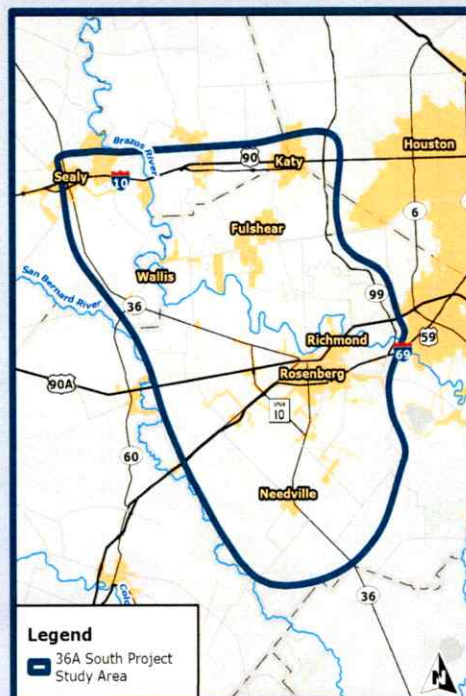 Brazos River
Houston
90
Katy
Sealy
10
6
Fulshear
San Bernard River
Wallis
99
36
Richmond
59
69
Rosenberg
90A
SPUR
10
60
Needville
36
Legend
36A South Project
Study Area
N